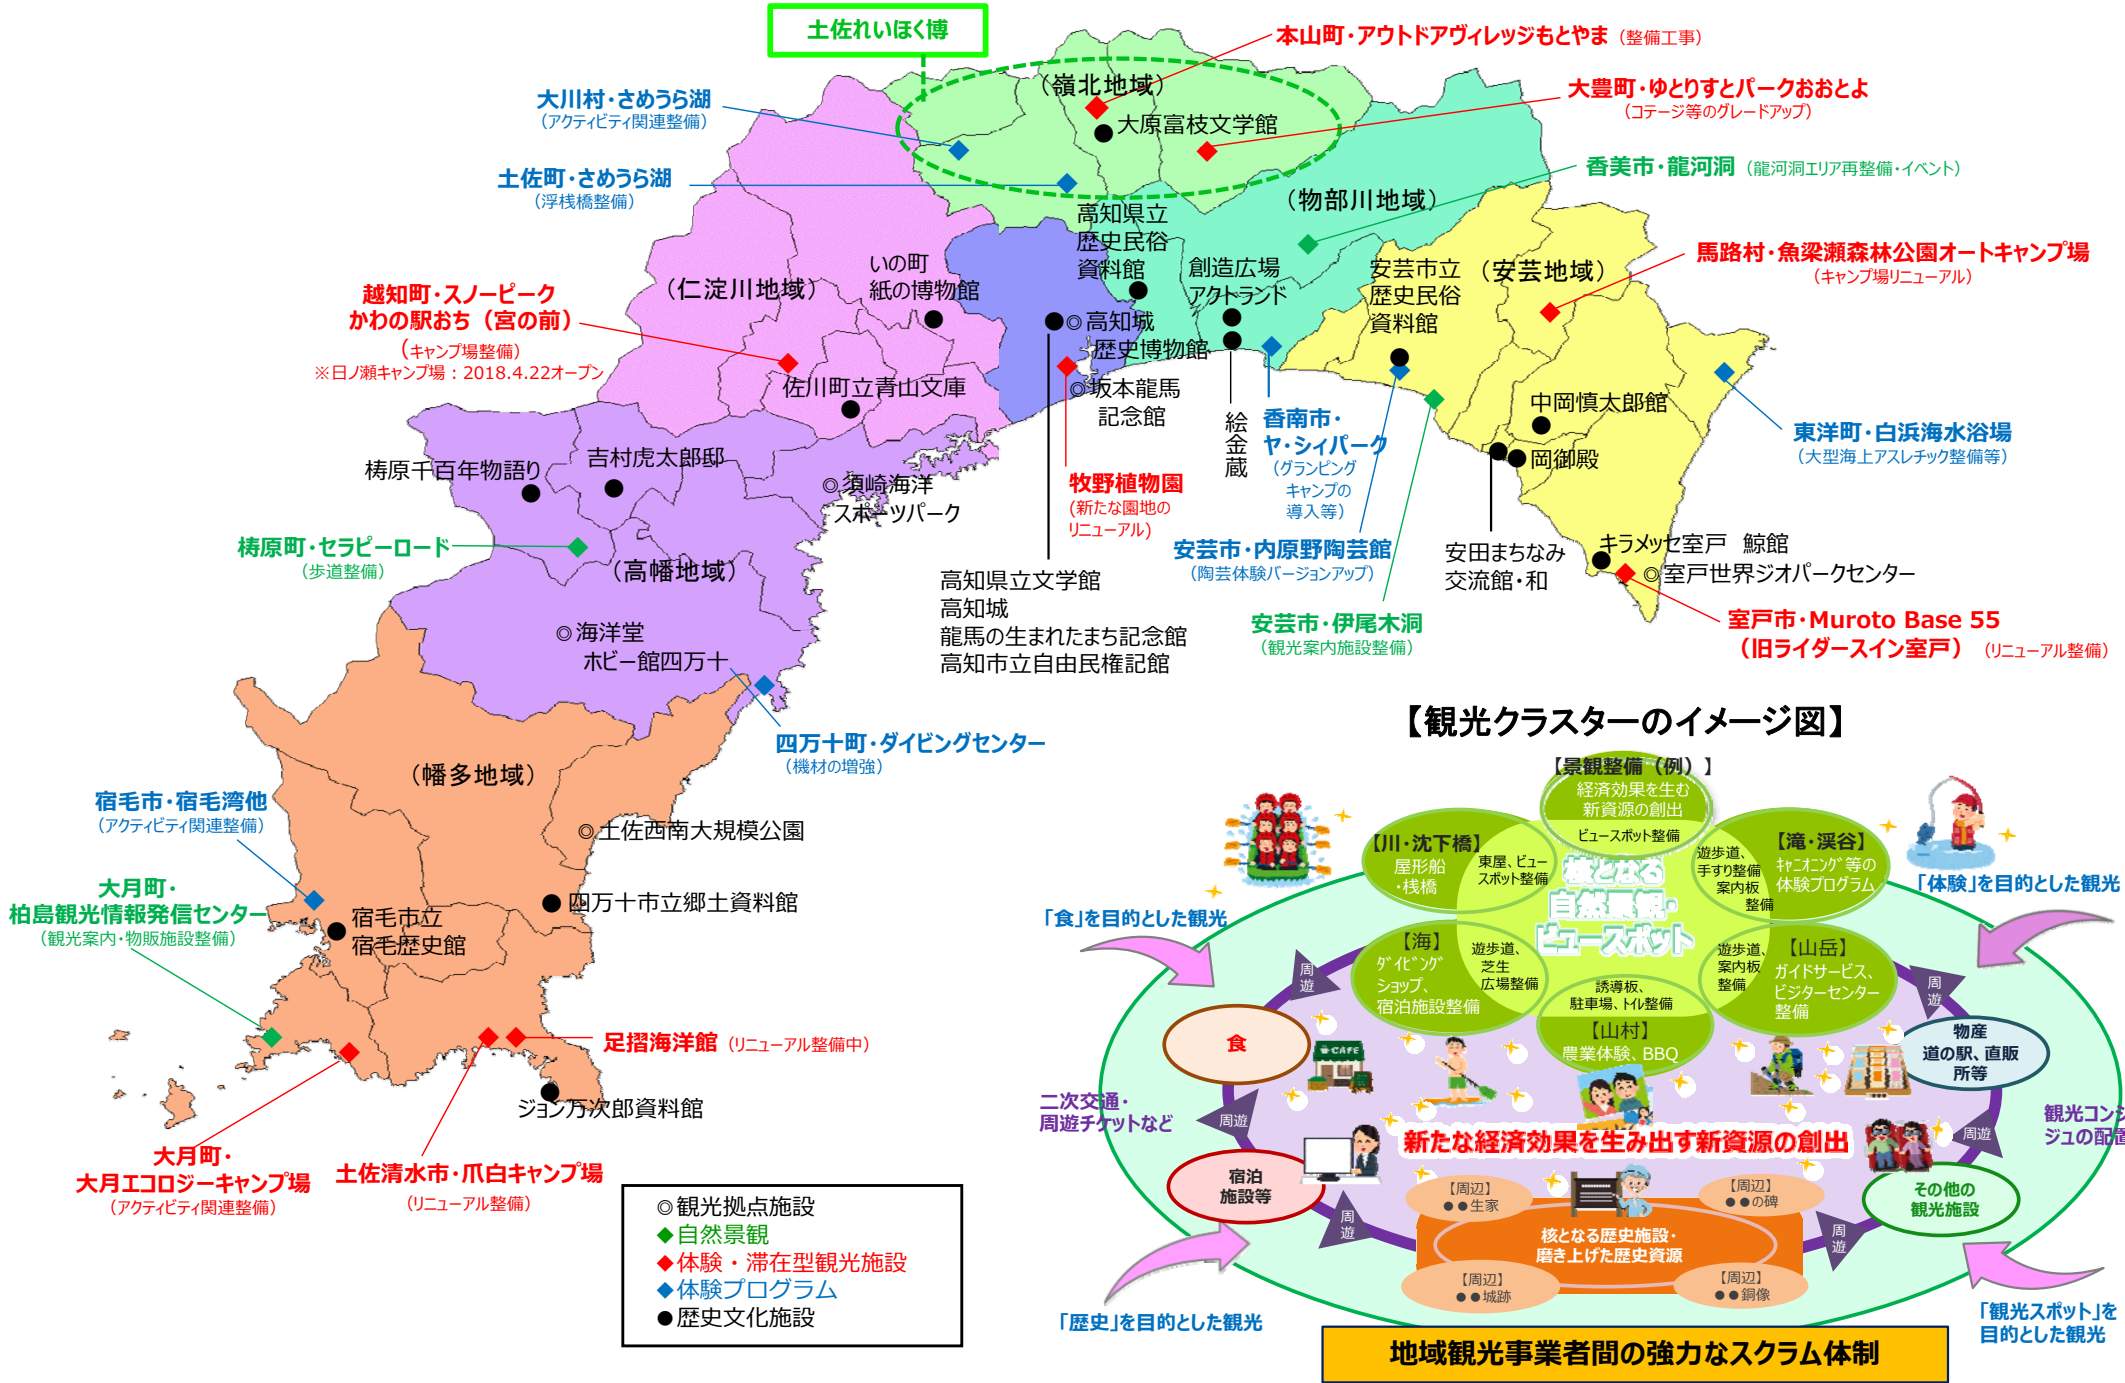 土佐れいほく博
本山町・アウトドアヴィレッジもとやま（整備工事）
（嶺北地域）
大原富枝文学館
大豊町・ゆとりすとパークおおとよ
（コテージ等のグレードアップ）
大川村・さめうら湖
（アクティビティ関連整備）
土佐町・さめうら湖
（浮桟橋整備）
香美市・龍河洞（龍河洞エリア再整備・イベント）
（物部川地域）
高知県立
歴史民俗
資料館
創造広場
アクトランド
安芸市立
歴史民俗
資料館
（安芸地域）
馬路村・魚梁瀬森林公園オートキャンプ場
（キャンプ場リニューアル）
いの町
紙の博物館
（仁淀川地域）
越知町・スノーピーク
かわの駅おち（宮の前）
（キャンプ場整備）
※日ノ瀬キャンプ場：2018.4.22オープン
◎高知城
歴史博物館
◎坂本龍馬
記念館
佐川町立青山文庫
絵金蔵
香南市・
ヤ・シィパーク
（グランピング
キャンプの
導入等）
中岡慎太郎館
岡御殿
東洋町・白浜海水浴場
（大型海上アスレチック整備等）
梼原千百年物語り
吉村虎太郎邸
◎須崎海洋
スポーツパーク
牧野植物園
（新たな園地の
リニューアル）
安芸市・内原野陶芸館
（陶芸体験バージョンアップ）
安田まちなみ
交流館・和
キラメッセ室戸　鯨館
◎室戸世界ジオパークセンター
梼原町・セラピーロード
（歩道整備）
（高幡地域）
高知県立文学館
高知城
龍馬の生まれたまち記念館
高知市立自由民権記館
安芸市・伊尾木洞
（観光案内施設整備）
室戸市・Muroto Base 55
（旧ライダースイン室戸）（リニューアル整備）
◎海洋堂
ホビー館四万十
四万十町・ダイビングセンター
（機材の増強）
（幡多地域）
宿毛市・宿毛湾他
（アクティビティ関連整備）
◎土佐西南大規模公園
大月町・
柏島観光情報発信センター
（観光案内・物販施設整備）
四万十市立郷土資料館
宿毛市立
宿毛歴史館
足摺海洋館（リニューアル整備中）
ジョン万次郎資料館
大月町・
大月エコロジーキャンプ場
（アクティビティ関連整備）
土佐清水市・爪白キャンプ場
（リニューアル整備）
◎観光拠点施設
◆自然景観
◆体験・滞在型観光施設
◆体験プログラム
●歴史文化施設
【観光クラスターのイメージ図】
【景観整備（例）】
経済効果を生む
新資源の創出
ビュースポット整備
【川・沈下橋】
屋形船
・桟橋
東屋、ビュー
スポット整備
【滝・渓谷】
キャニオニング等の
体験プログラム
遊歩道、
手すり整備
案内板
整備
核となる
自然景観・
ビュースポット
【海】
ダイビング
ショップ、
宿泊施設整備
遊歩道、
芝生
広場整備
【山岳】
ガイドサービス、
ビジターセンター
整備
遊歩道、
案内板
整備
誘導板、
駐車場、トイレ整備
【山村】
農業体験、BBQ
「食」を目的とした観光
「体験」を目的とした観光
周遊
周遊
食
CAFE
物産
道の駅、直販
所等
二次交通・
周遊チケットなど
周遊
周遊
観光コンシ
ジュの配置
新たな経済効果を生み出す新資源の創出
宿泊
施設等
その他の
観光施設
周遊
周遊
【周辺】
●●生家
【周辺】
●●の碑
核となる歴史施設・
磨き上げた歴史資源
【周辺】
●●城跡
【周辺】
●●銅像
「歴史」を目的とした観光
「観光スポット」を
目的とした観光
地域観光事業者間の強力なスクラム体制